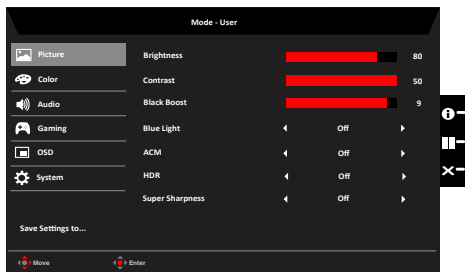 Mode - User
Picture
Color
Audio
Gaming
OSD
System
Save Settings to...
Brightness 80
Contrast 50
Black Boost 9
Blue Light Off
ACM Off
HDR Off
Super Sharpness Off
Move Enter